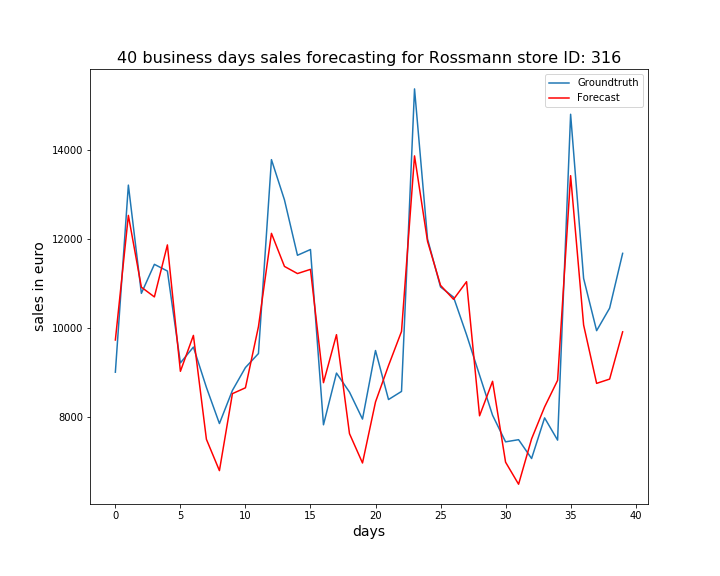 40 business days sales forecasting for Rossmann store ID: 316
Groundtruth
Forecast
sales in euro
14000
12000
10000
8000
0 5 10 15 20 25 30 35 40
days